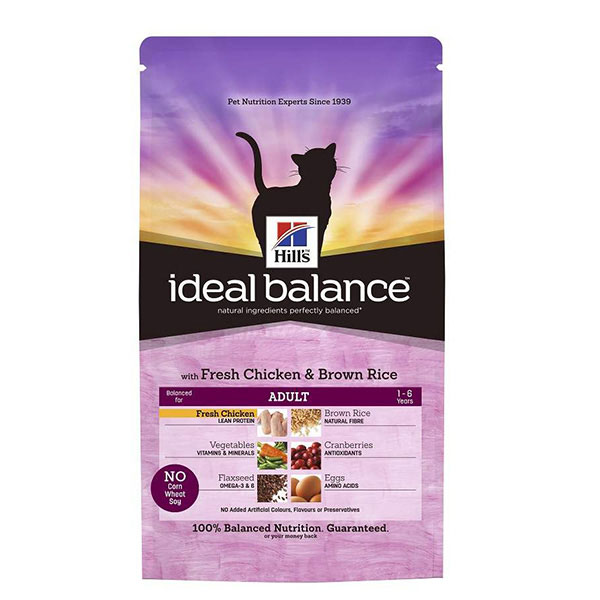 Pet Nutrition Experts Since 1939
Hill's
ideal balance™
natural ingredients perfectly balanced*
with Fresh Chicken & Brown Rice
Balanced for
ADULT
1 - 6 Years
Fresh Chicken
LEAN PROTEIN
Brown Rice
NATURAL FIBRE
Vegetables
VITAMINS & MINERALS
Cranberries
ANTIOXIDANTS
Flaxseed
OMEGA-3 & 6
Eggs
AMINO ACIDS
NO
Corn
Wheat
Soy
NO Added Artificial Colours, Flavours or Preservatives
100% Balanced Nutrition. Guaranteed.
or your money back